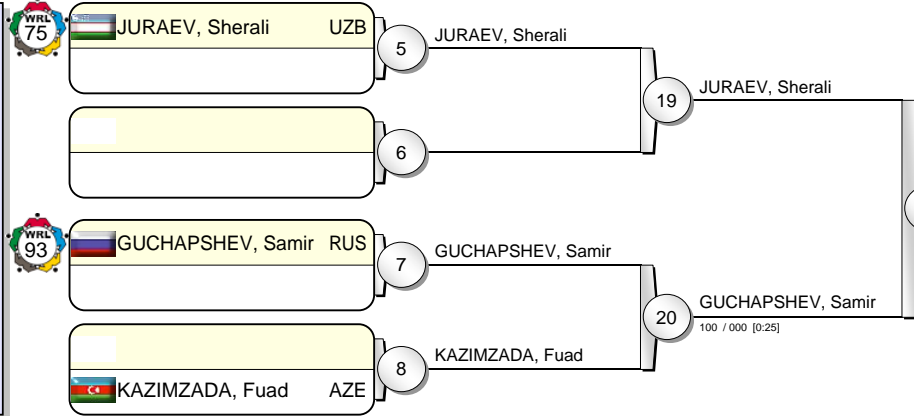 WRL
75
JURAEV, Sherali UZB
5
JURAEV, Sherali
19
JURAEV, Sherali
6
WRL
93
GUCHAPSHEV, Samir RUS
7
GUCHAPSHEV, Samir
20
GUCHAPSHEV, Samir
100 / 000 [0:25]
8
KAZIMZADA, Fuad
KAZIMZADA, Fuad AZE